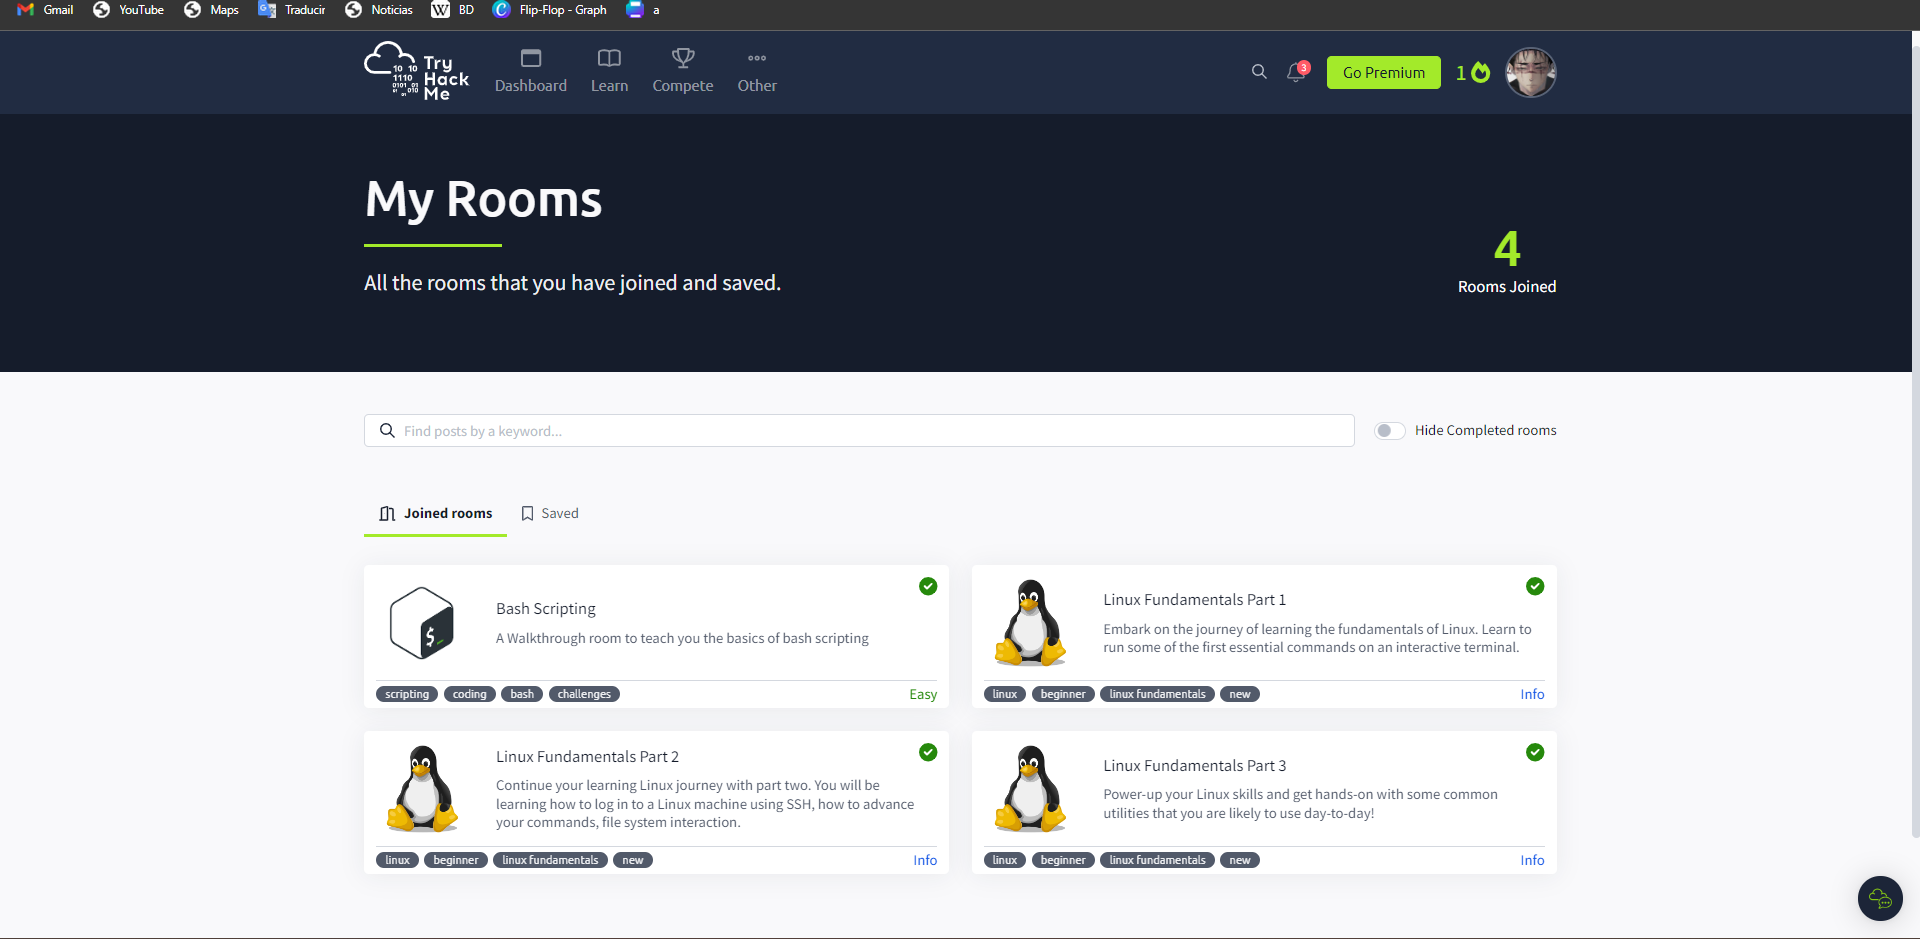 Gmail YouTube Maps Traducir Noticias W BD Flip-Flop - Graph a
Try
Hack
Me
10 10
1110
0101 01
010
Dashboard Learn Compete Other
3
Go Premium
1
My Rooms
All the rooms that you have joined and saved.
4
Rooms Joined
Find posts by a keyword...
Hide Completed rooms
Joined rooms Saved
Bash Scripting
A Walkthrough room to teach you the basics of bash scripting
scripting coding bash challenges Easy
Linux Fundamentals Part 1
Embark on the journey of learning the fundamentals of Linux. Learn to
run some of the first essential commands on an interactive terminal.
linux beginner linux fundamentals new Info
Linux Fundamentals Part 2
Continue your learning Linux journey with part two. You will be
learning how to log in to a Linux machine using SSH, how to advance
your commands, file system interaction.
linux beginner linux fundamentals new Info
Linux Fundamentals Part 3
Power-up your Linux skills and get hands-on with some common
utilities that you are likely to use day-to-day!
linux beginner linux fundamentals new Info